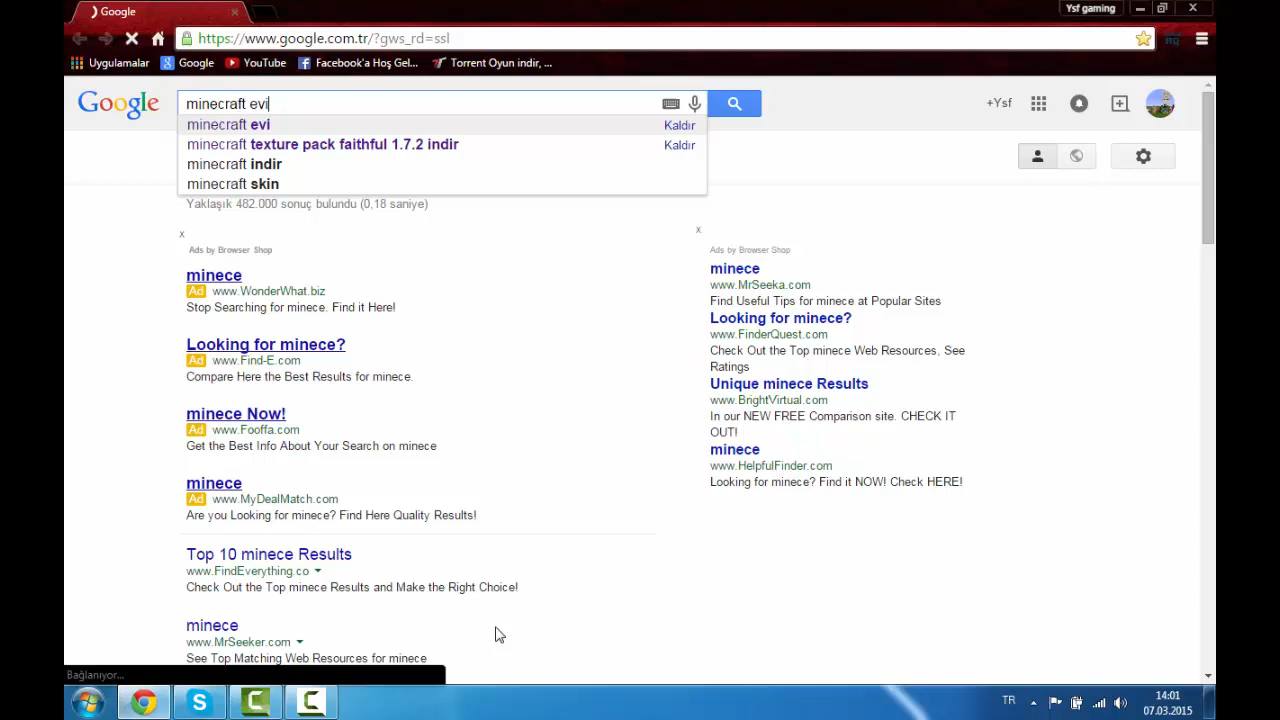 Google
Ysf gaming
https://www.google.com.tr/?gws_rd=ssl
Uygulamalar
Google
YouTube
Facebook'a Hoş Gel...
Torrent Oyun indir, ...
Google
minecraft evi
+Ysf
minecraft evi
Kaldır
minecraft texture pack faithful 1.7.2 indir
Kaldır
minecraft indir
minecraft skin
Yaklaşık 482.000 sonuç bulundu (0,18 saniye)
x
Ads by Browser Shop
minece
Ad www.WonderWhat.biz
Stop Searching for minece. Find it Here!
Looking for minece?
Ad www.Find-E.com
Compare Here the Best Results for minece.
minece Now!
Ad www.Fooffa.com
Get the Best Info About Your Search on minece
minece
Ad www.MyDealMatch.com
Are you Looking for minece? Find Here Quality Results!
Top 10 minece Results
www.FindEverything.co
Check Out the Top minece Results and Make the Right Choice!
minece
www.MrSeeker.com
See Top Matching Web Resources for minece
x
Ads by Browser Shop
minece
www.MrSeeka.com
Find Useful Tips for minece at Popular Sites
Looking for minece?
www.FinderQuest.com
Check Out the Top minece Web Resources, See
Ratings
Unique minece Results
www.BrightVirtual.com
In our NEW FREE Comparison site. CHECK IT
OUT!
minece
www.HelpfulFinder.com
Looking for minece? Find it NOW! Check HERE!
Bağlanıyor...
TR
14:01
07.03.2015